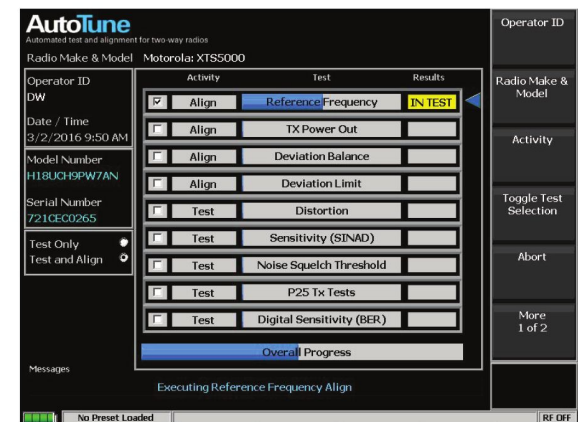 AutoTune
Automated test and alignment for two-way radios
Radio Make & Model Motorola: XTS5000
Operator ID
DW
Date / Time
3/2/2016 9:50 AM
Model Number
H18UCH9PW7AN
Serial Number
721CEC0265
Test Only
Test and Align
Activity Test Results
Align Reference Frequency IN TEST
Align TX Power Out
Align Deviation Balance
Align Deviation Limit
Test Distortion
Test Sensitivity (SINAD)
Test Noise Squelch Threshold
Test P25 Tx Tests
Test Digital Sensitivity (BER)
Overall Progress
Messages
Executing Reference Frequency Align
No Preset Loaded
RF OFF
Operator ID
Radio Make &
Model
Activity
Toggle Test
Selection
Abort
More
1 of 2